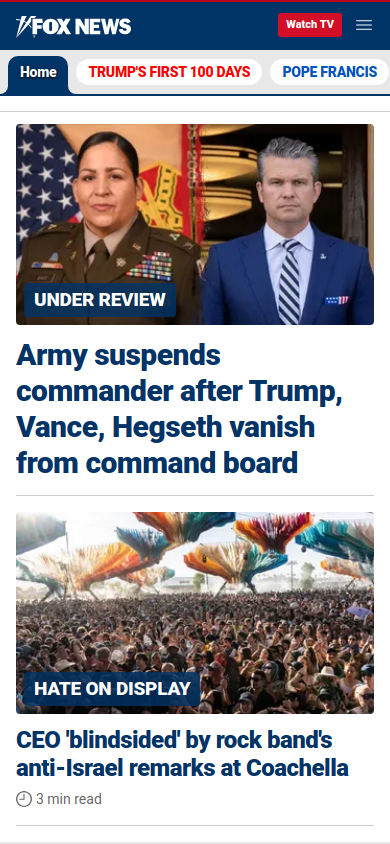 FOX NEWS
Watch TV
Home
TRUMP'S FIRST 100 DAYS
POPE FRANCIS
UNDER REVIEW
Army suspends
commander after Trump,
Vance, Hegseth vanish
from command board
HATE ON DISPLAY
CEO 'blindsided' by rock band's
anti-Israel remarks at Coachella
3 min read